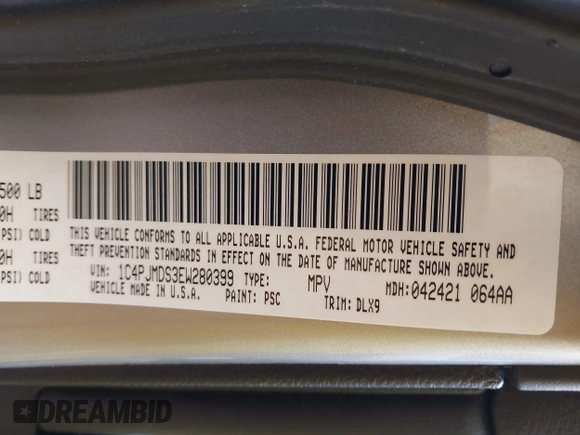 500 LB
0H TIRES
PSI) COLD
0H TIRES
PSI) COLD
THIS VEHICLE CONFORMS TO ALL APPLICABLE U.S.A. FEDERAL MOTOR VEHICLE SAFETY AND
THEFT PREVENTION STANDARDS IN EFFECT ON THE DATE OF MANUFACTURE SHOWN ABOVE.
VIN: 1C4PJMDS3EW280399 TYPE: MPV MDH:042421 064AA
VEHICLE MADE IN U.S.A. PAINT: PSC TRIM: DLX9
DREAMBID